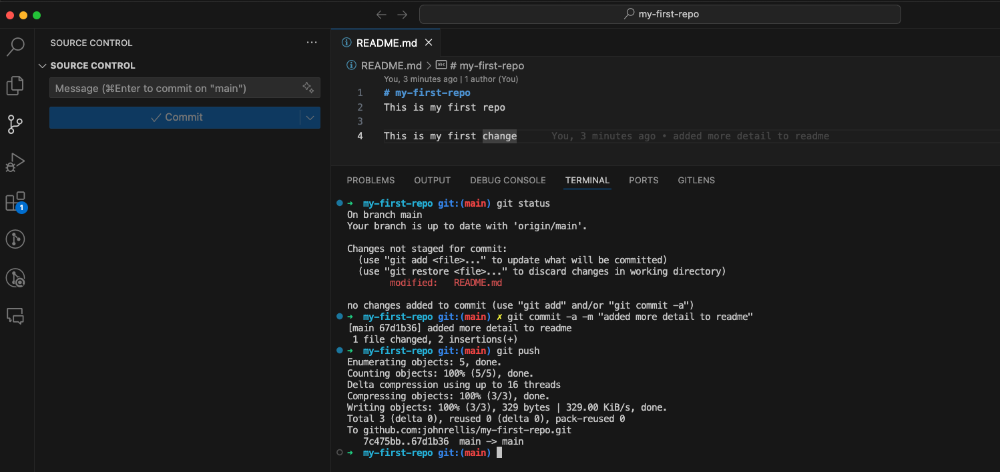 my-first-repo
SOURCE CONTROL
SOURCE CONTROL
Message (⌘Enter to commit on "main")
Commit
1
README.md
README.md > # my-first-repo
You, 3 minutes ago | 1 author (You)
1 # my-first-repo
2 This is my first repo
3
4 This is my first change You, 3 minutes ago • added more detail to readme
PROBLEMS OUTPUT DEBUG CONSOLE TERMINAL PORTS GITLENS
➜ my-first-repo git:(main) git status
On branch main
Your branch is up to date with 'origin/main'.

Changes not staged for commit:
  (use "git add <file>..." to update what will be committed)
  (use "git restore <file>..." to discard changes in working directory)
        modified:   README.md

no changes added to commit (use "git add" and/or "git commit -a")
➜ my-first-repo git:(main) ✗ git commit -a -m "added more detail to readme"
[main 67d1b36] added more detail to readme
 1 file changed, 2 insertions(+)
➜ my-first-repo git:(main) git push
Enumerating objects: 5, done.
Counting objects: 100% (5/5), done.
Delta compression using up to 16 threads
Compressing objects: 100% (3/3), done.
Writing objects: 100% (3/3), 329 bytes | 329.00 KiB/s, done.
Total 3 (delta 0), reused 0 (delta 0), pack-reused 0
To github.com:johnrellis/my-first-repo.git
   7c475bb..67d1b36  main -> main
➜ my-first-repo git:(main)